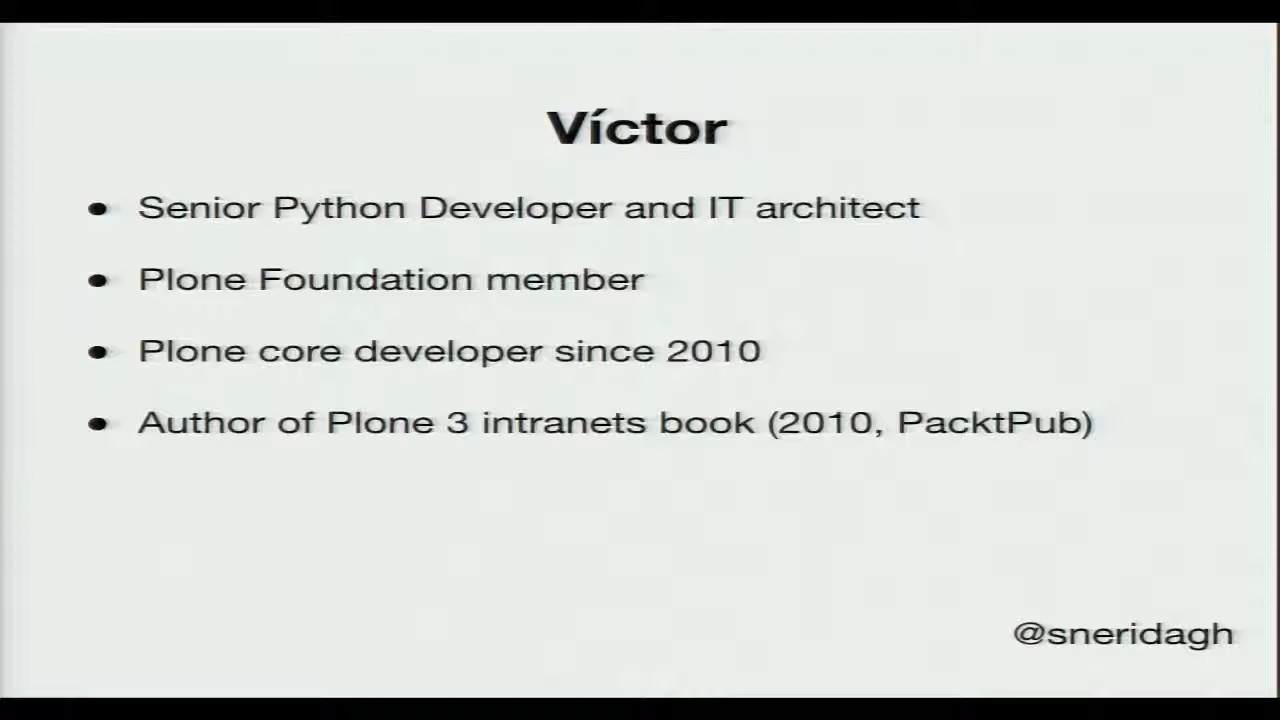 Víctor
• Senior Python Developer and IT architect
• Plone Foundation member
• Plone core developer since 2010
• Author of Plone 3 intranets book (2010, PacktPub)
@sneridagh